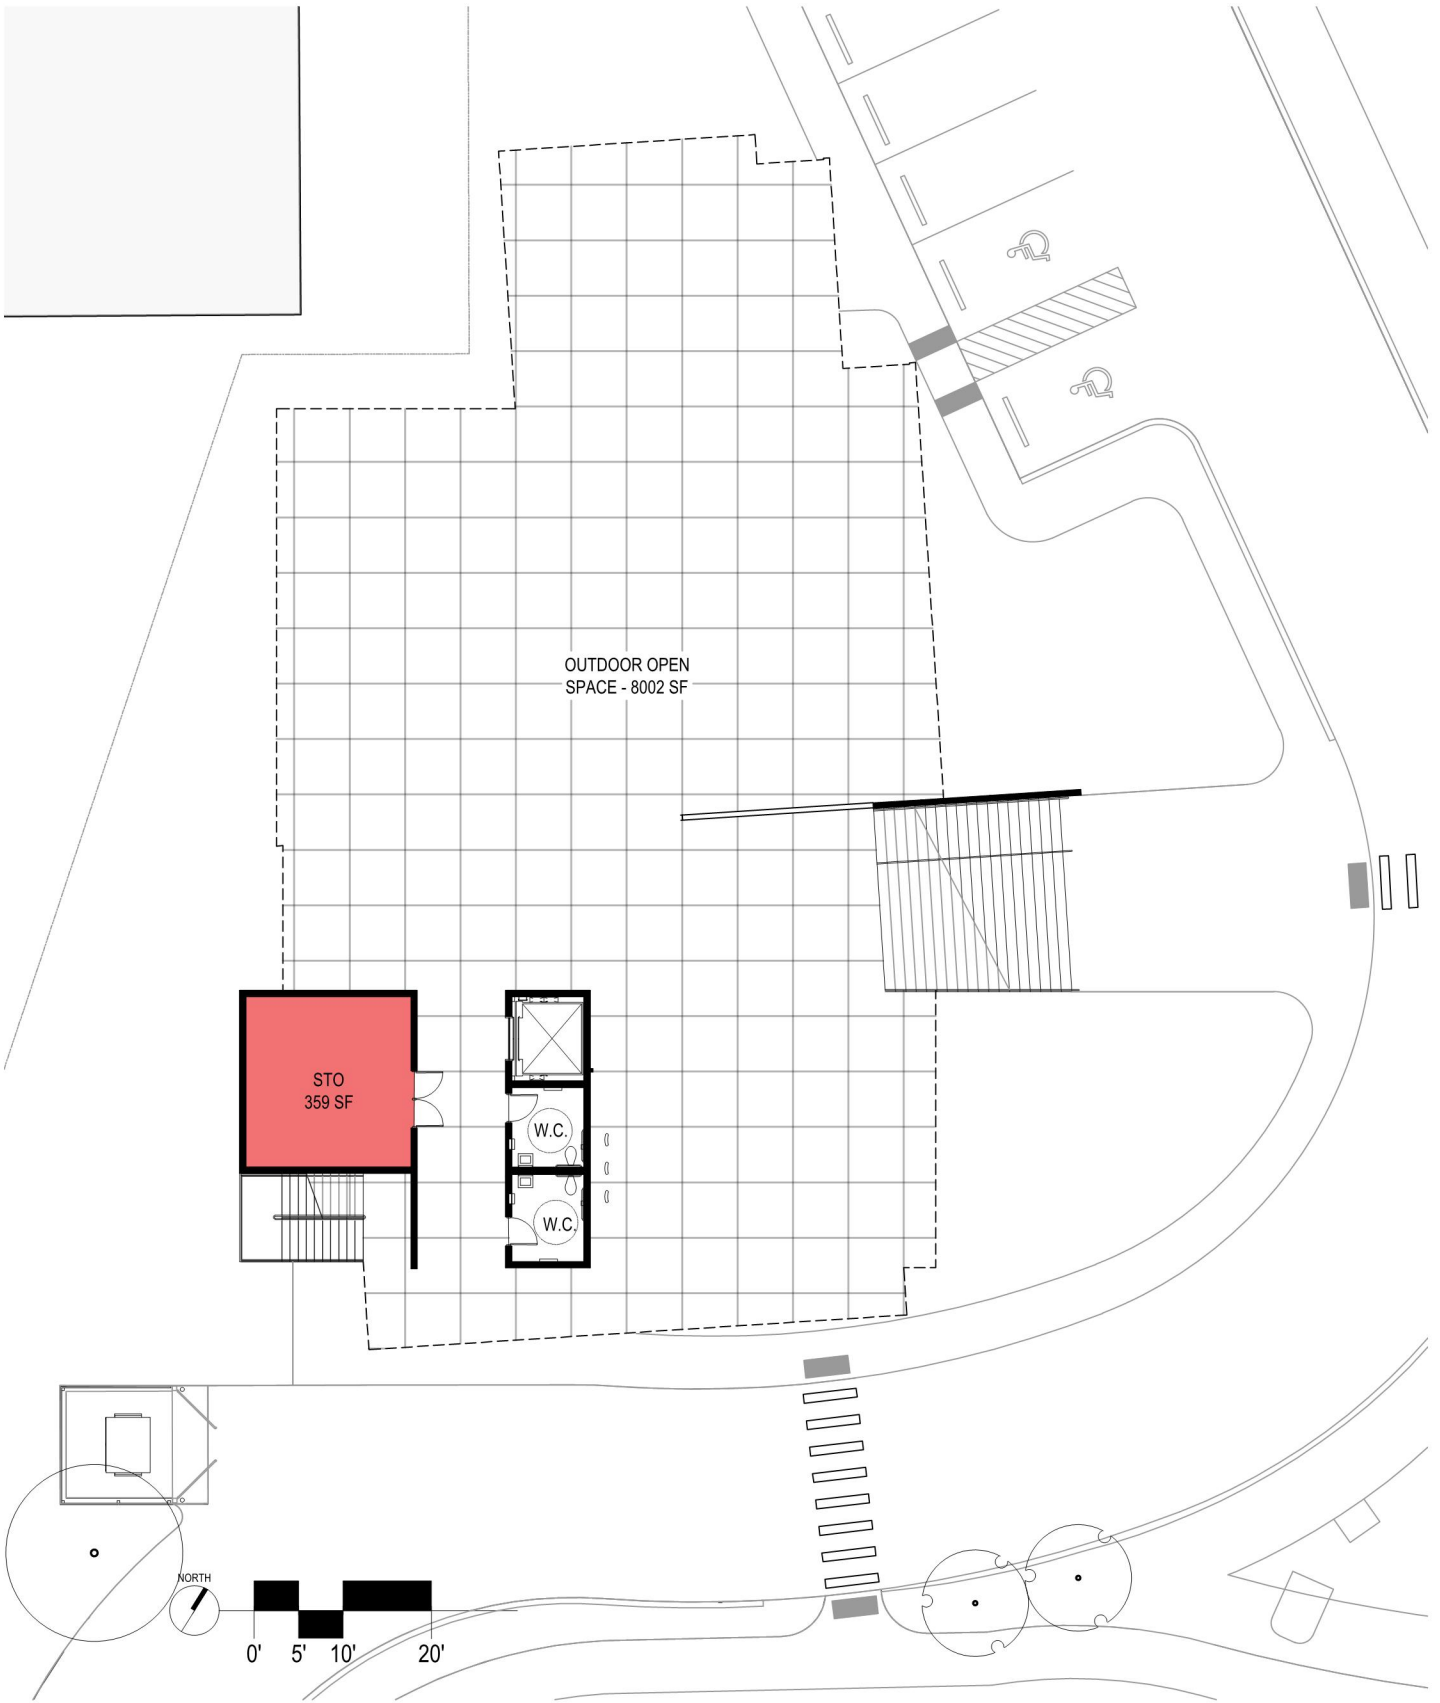 OUTDOOR OPEN
SPACE - 8002 SF
STO
359 SF
W.C.
W.C.
NORTH
0' 5' 10' 20'